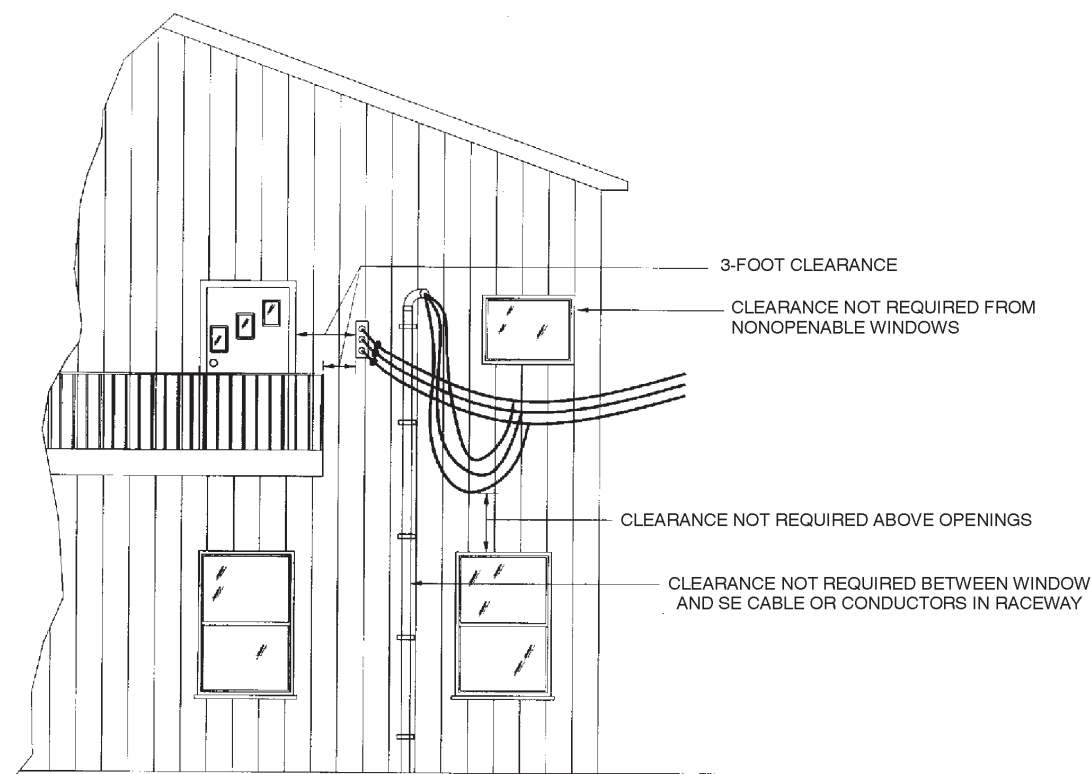 3-FOOT CLEARANCE
CLEARANCE NOT REQUIRED FROM
NONOPENABLE WINDOWS
CLEARANCE NOT REQUIRED ABOVE OPENINGS
CLEARANCE NOT REQUIRED BETWEEN WINDOW
AND SE CABLE OR CONDUCTORS IN RACEWAY